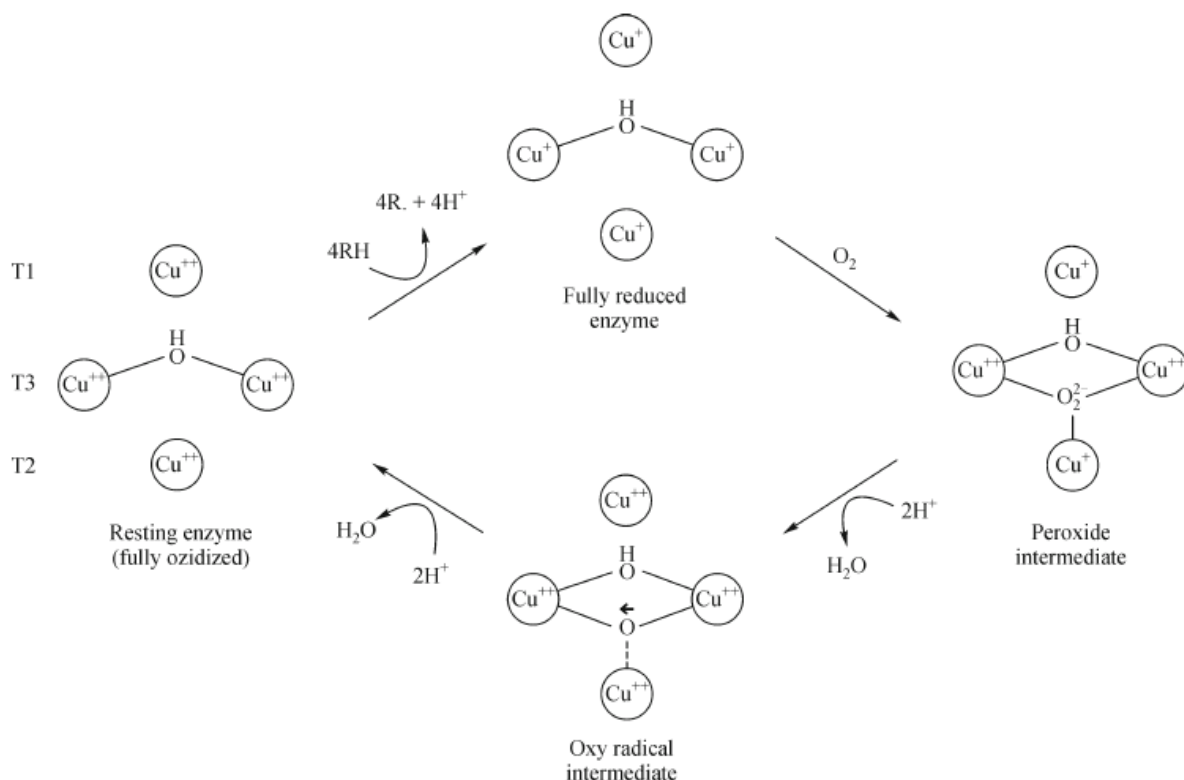 Cu⁺
H
O
Cu⁺ Cu⁺
4R. + 4H⁺
4RH
Cu⁺
O₂
T1
Cu⁺⁺
Cu⁺
Fully reduced
enzyme
H
O
H
O
T3
Cu⁺⁺ Cu⁺⁺
Cu⁺⁺ Cu⁺⁺
O₂²⁻
T2
Cu⁺⁺
Cu⁺
Cu⁺⁺
2H⁺
H₂O
Resting enzyme
(fully ozidized)
H₂O
2H⁺
Peroxide
intermediate
H
O
Cu⁺⁺ Cu⁺⁺
O
Cu⁺⁺
Oxy radical
intermediate